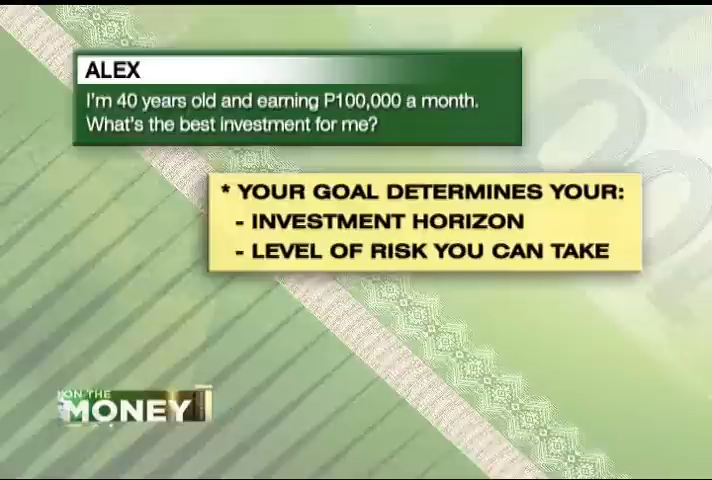 ALEX
I'm 40 years old and earning P100,000 a month.
What's the best investment for me?
* YOUR GOAL DETERMINES YOUR:
- INVESTMENT HORIZON
- LEVEL OF RISK YOU CAN TAKE
ON THE
MONEY